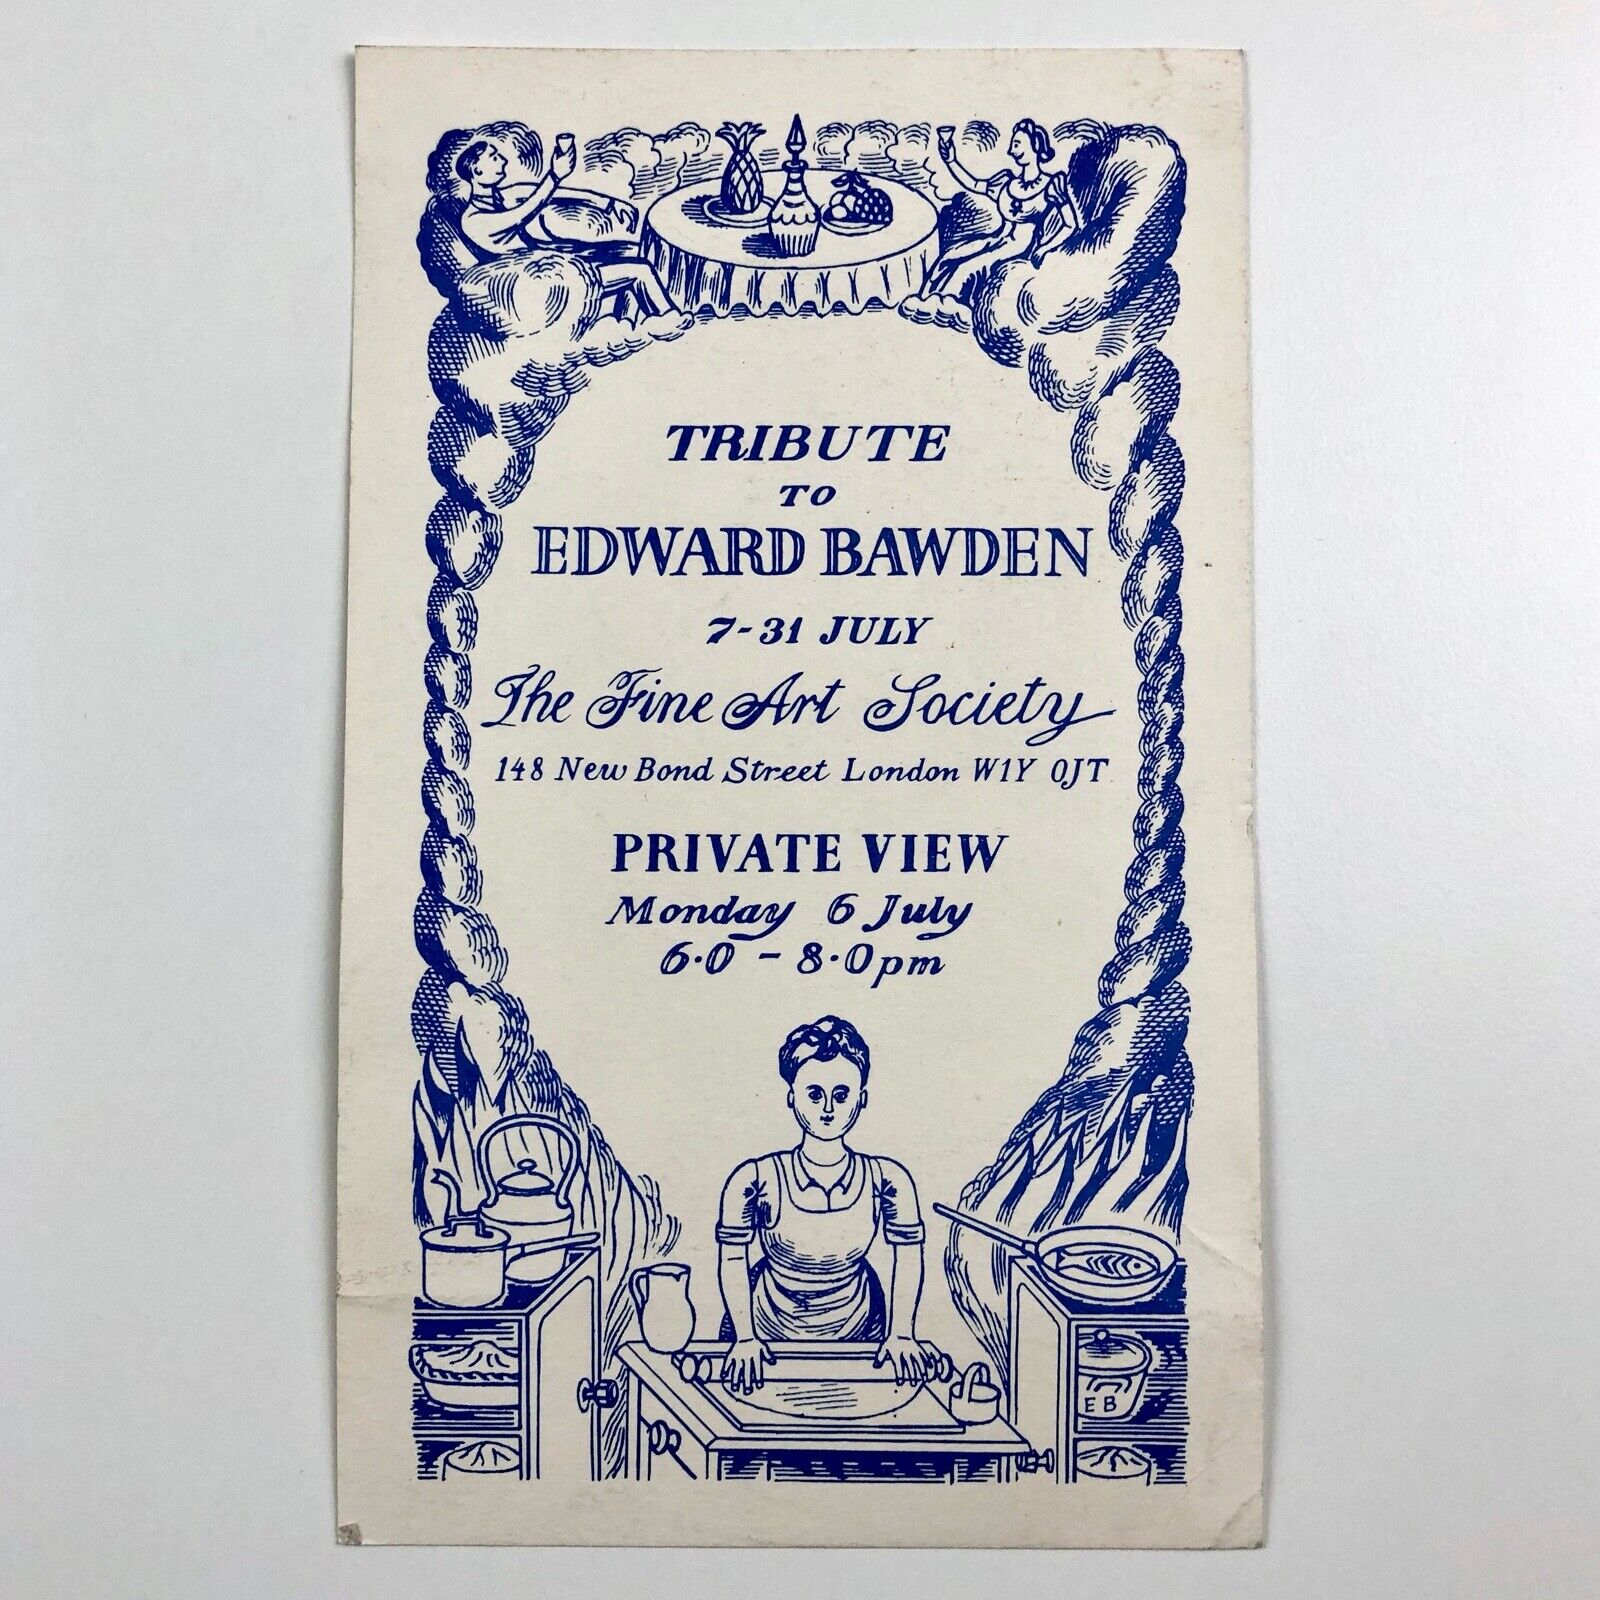 TRIBUTE
TO
EDWARD BAWDEN
7-31 JULY
The Fine Art Society
148 New Bond Street London W1Y 0JT
PRIVATE VIEW
Monday 6 July
6·0 - 8·0pm
EB